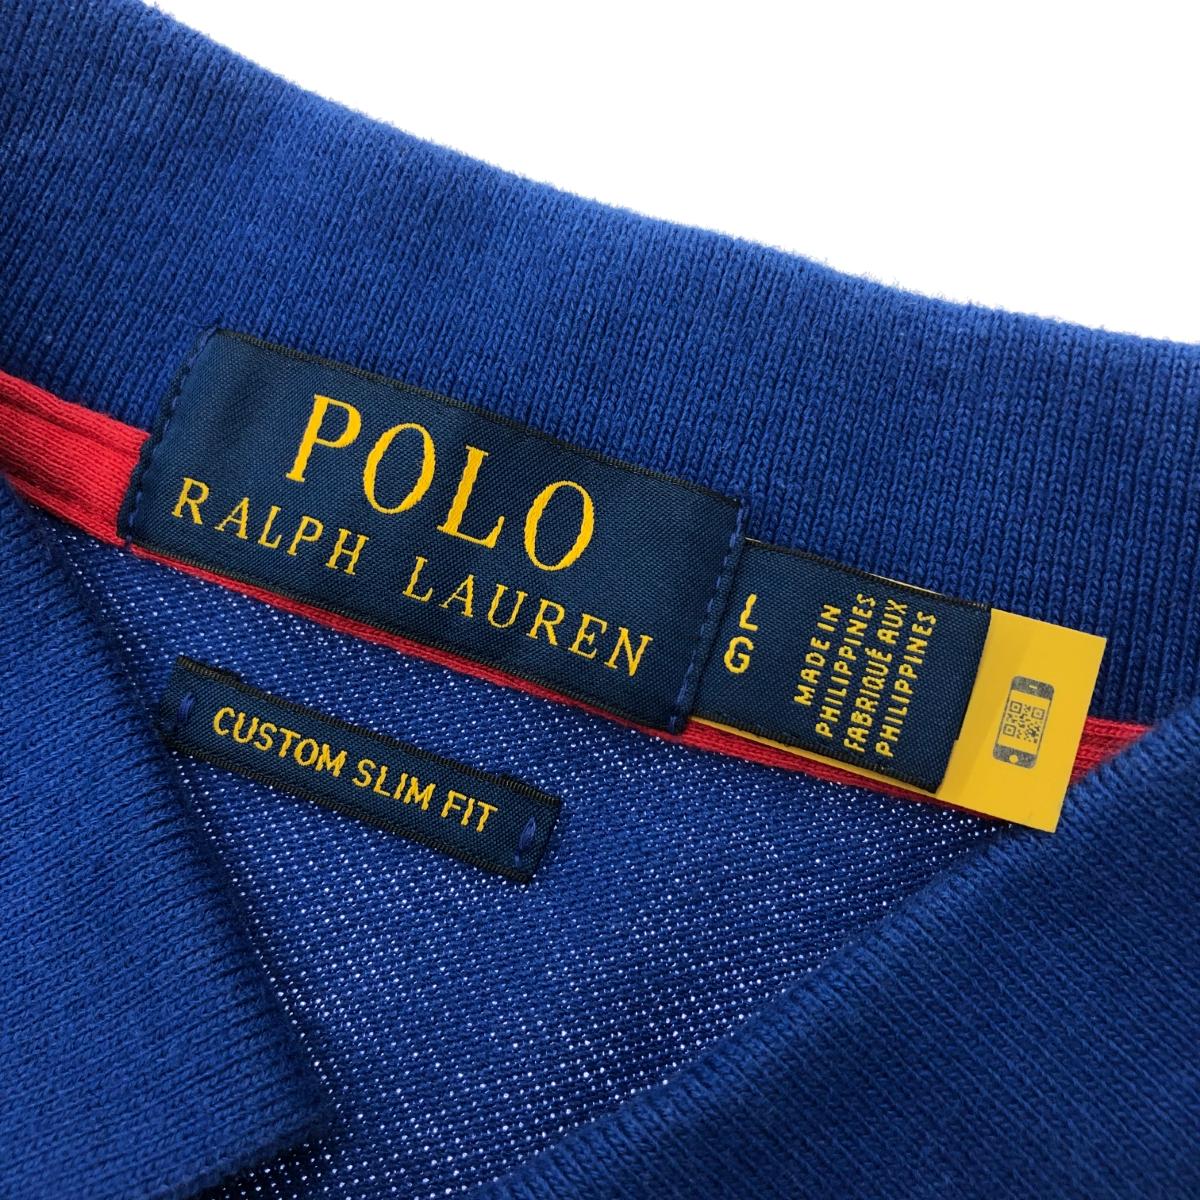 POLO
RALPH LAUREN
L
G
MADE IN
PHILIPPINES
FABRIQUÉ AUX
PHILIPPINES
CUSTOM SLIM FIT